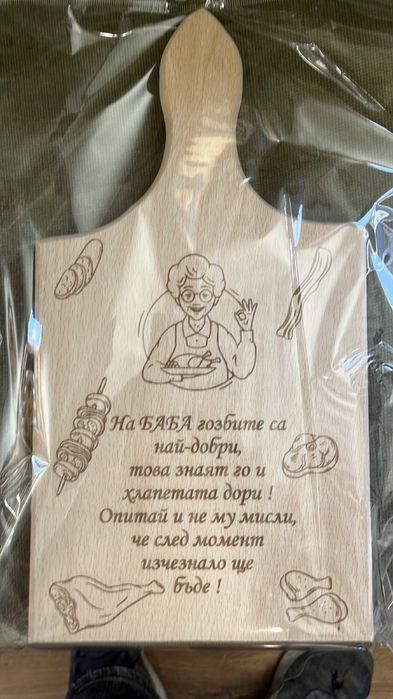 На БАБА гозбите са
най-добри,
това знаят го и
хлапетата дори !
Опитай и не му мисли,
че след момент
изчезнало ще
бъде !